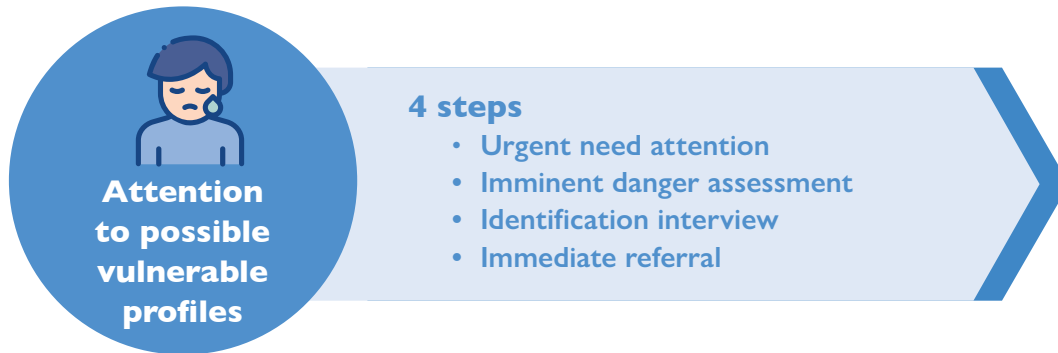 Attention
to possible
vulnerable
profiles
4 steps
• Urgent need attention
• Imminent danger assessment
• Identification interview
• Immediate referral